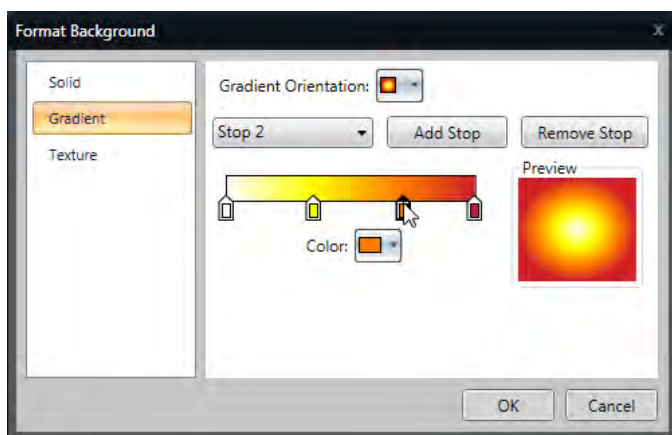 Format Background
x
Solid
Gradient
Texture
Gradient Orientation:
Stop 2
Add Stop
Remove Stop
Preview
Color:
OK
Cancel